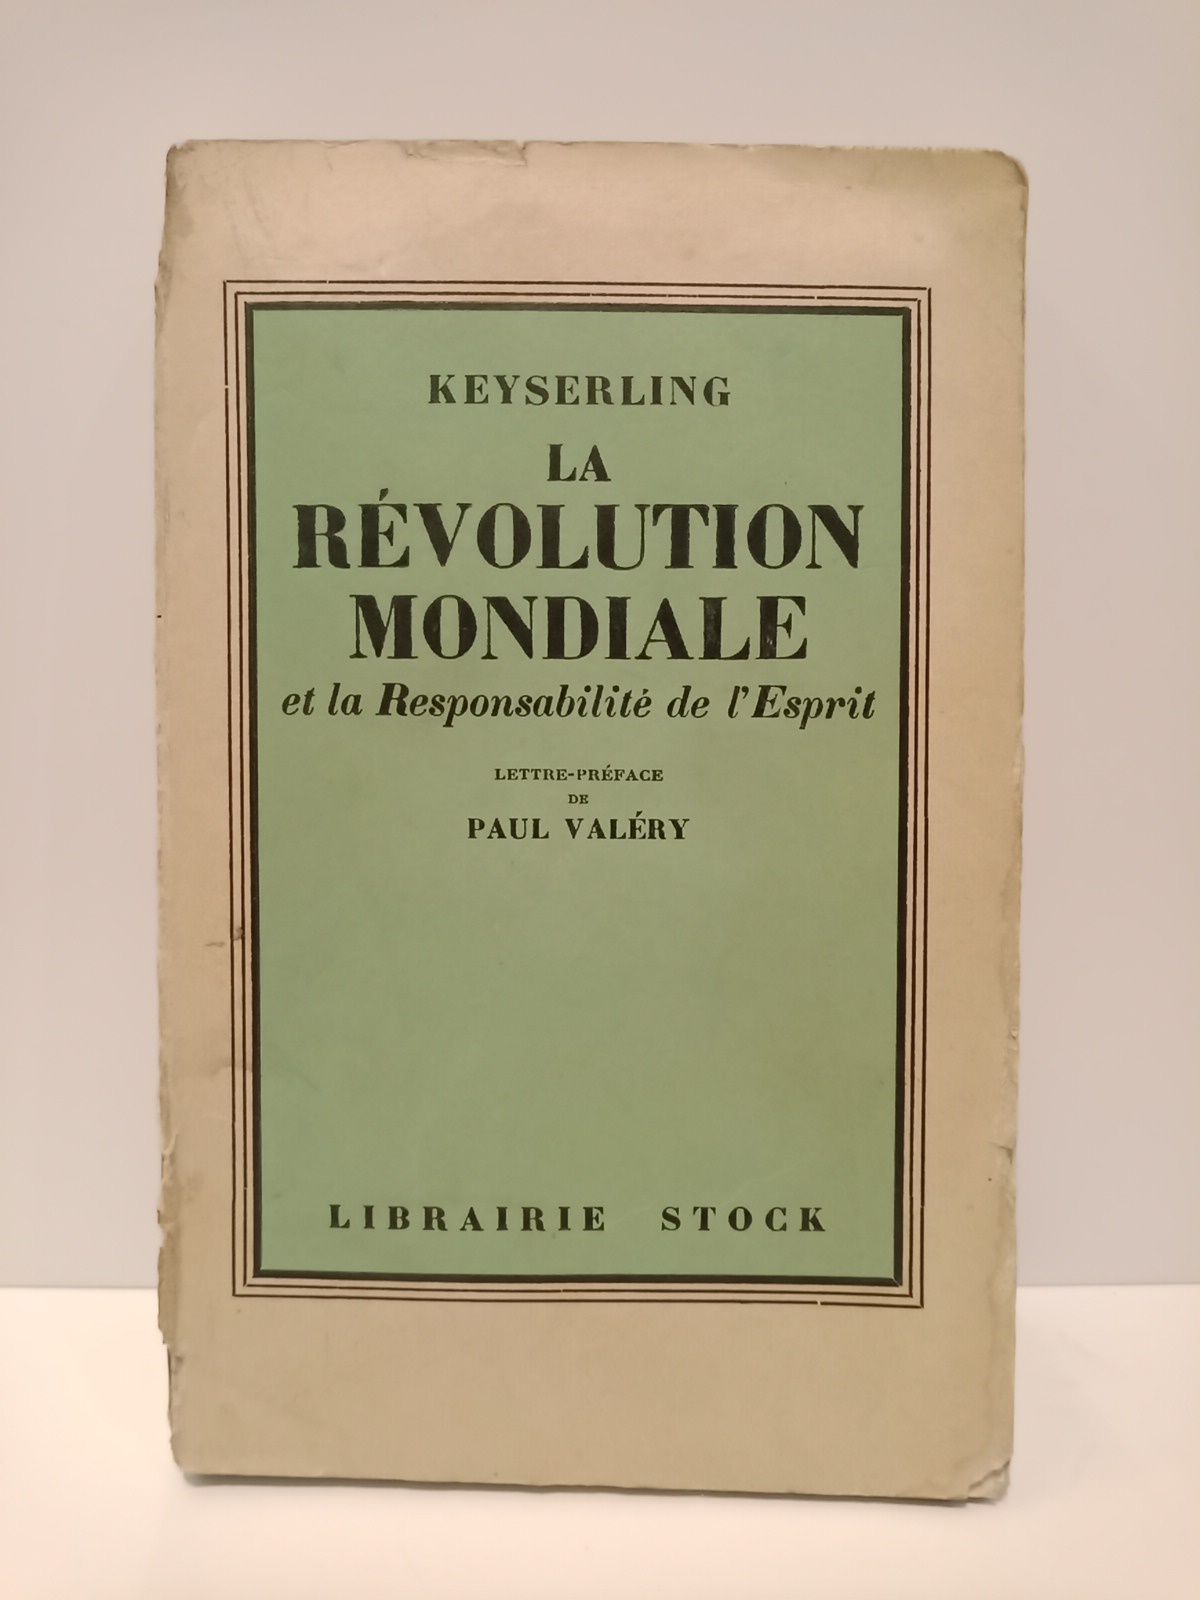 KEYSERLING
LA
RÉVOLUTION
MONDIALE
et la Responsabilité de l'Esprit
LETTRE-PRÉFACE
DE
PAUL VALÉRY
LIBRAIRIE STOCK